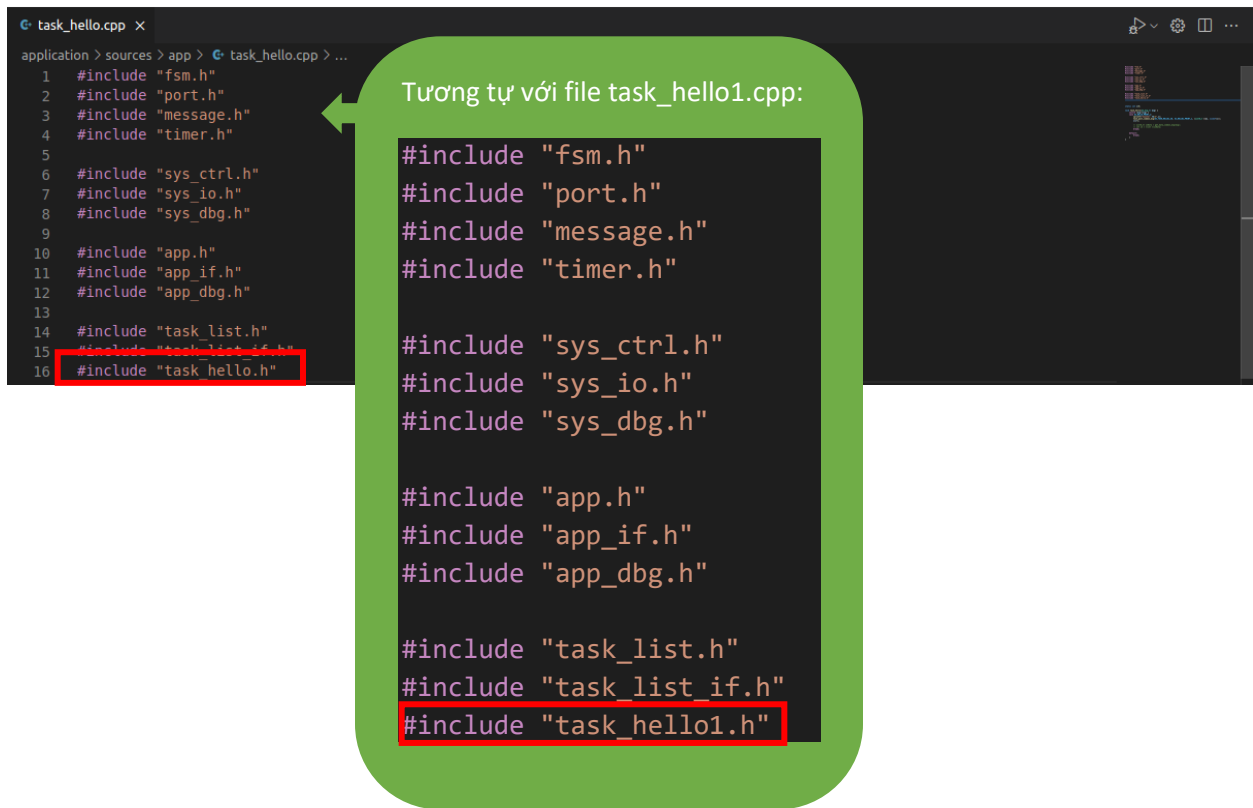 task_hello.cpp
application > sources > app > task_hello.cpp > ...
1 #include "fsm.h"
2 #include "port.h"
3 #include "message.h"
4 #include "timer.h"
5
6 #include "sys_ctrl.h"
7 #include "sys_io.h"
8 #include "sys_dbg.h"
9
10 #include "app.h"
11 #include "app_if.h"
12 #include "app_dbg.h"
13
14 #include "task_list.h"
15 #include "task_list_if.h"
16 #include "task_hello.h"
Tương tự với file task_hello1.cpp:
#include "fsm.h"
#include "port.h"
#include "message.h"
#include "timer.h"
#include "sys_ctrl.h"
#include "sys_io.h"
#include "sys_dbg.h"
#include "app.h"
#include "app_if.h"
#include "app_dbg.h"
#include "task_list.h"
#include "task_list_if.h"
#include "task_hello1.h"